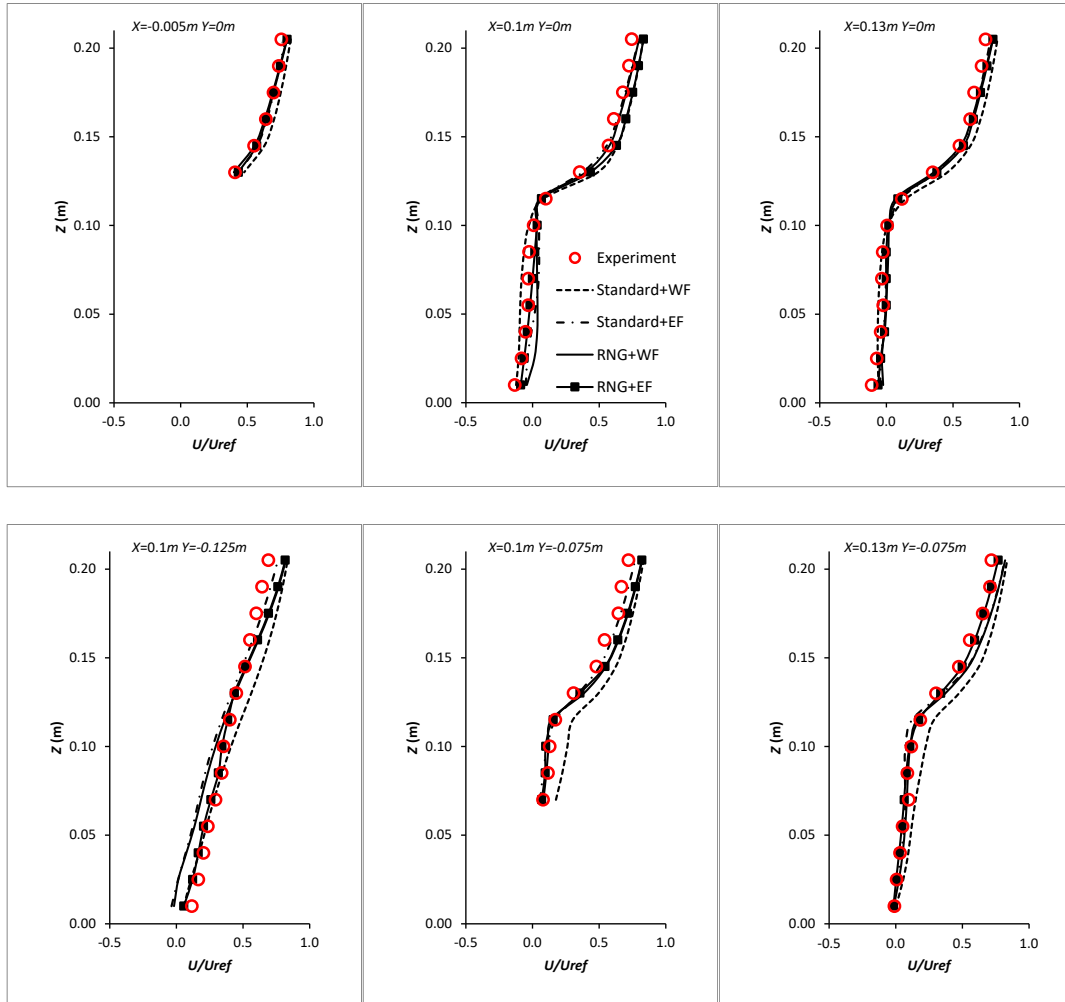 X=-0.005m Y=0m
0.20
0.15
0.10
0.05
0.00
Z (m)
-0.5 0.0 0.5 1.0
U/Uref
X=0.1m Y=0m
0.20
0.15
0.10
0.05
0.00
Z (m)
Experiment
Standard+WF
Standard+EF
RNG+WF
RNG+EF
-0.5 0.0 0.5 1.0
U/Uref
X=0.13m Y=0m
0.20
0.15
0.10
0.05
0.00
Z (m)
-0.5 0.0 0.5 1.0
U/Uref
X=0.1m Y=-0.125m
0.20
0.15
0.10
0.05
0.00
Z (m)
-0.5 0.0 0.5 1.0
U/Uref
X=0.1m Y=-0.075m
0.20
0.15
0.10
0.05
0.00
Z (m)
-0.5 0.0 0.5 1.0
U/Uref
X=0.13m Y=-0.075m
0.20
0.15
0.10
0.05
0.00
Z (m)
-0.5 0.0 0.5 1.0
U/Uref